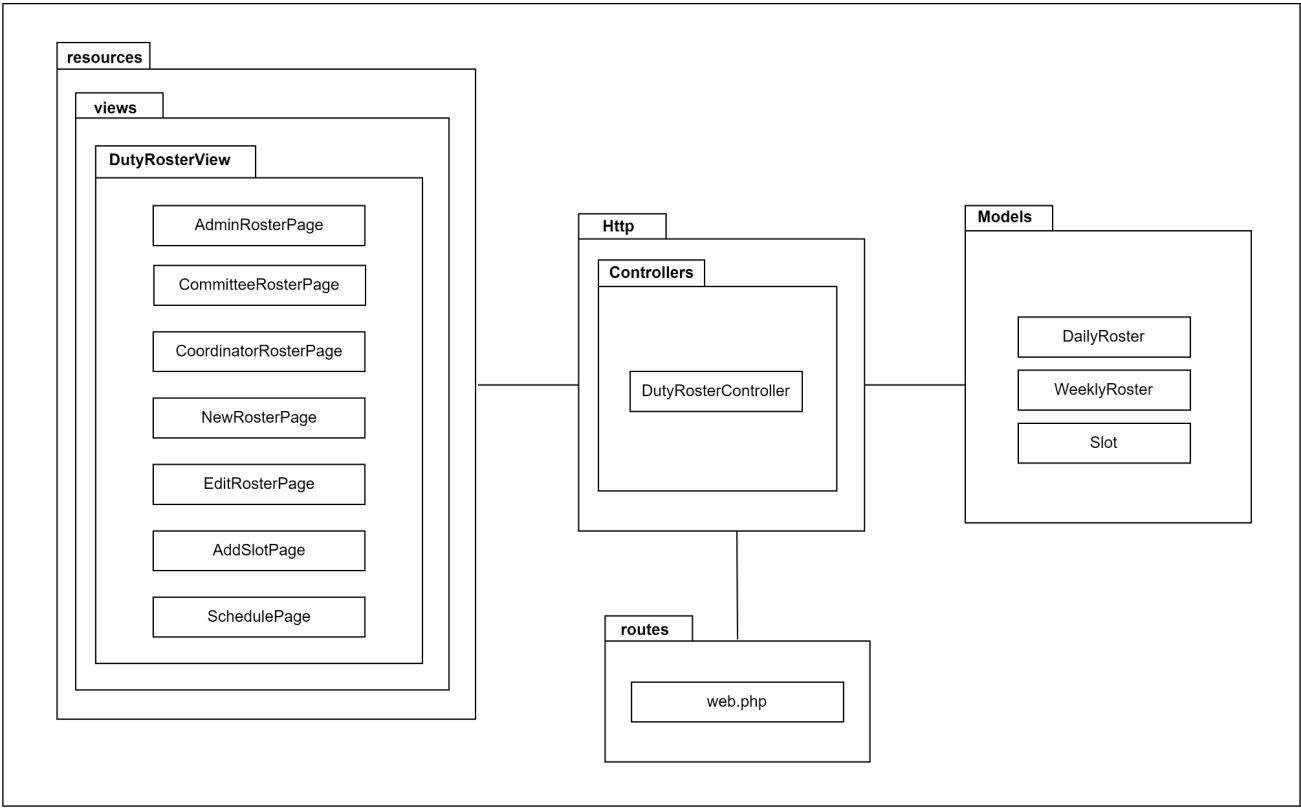 resources
views
DutyRosterView
AdminRosterPage
CommitteeRosterPage
CoordinatorRosterPage
NewRosterPage
EditRosterPage
AddSlotPage
SchedulePage
Http
Controllers
DutyRosterController
Models
DailyRoster
WeeklyRoster
Slot
routes
web.php